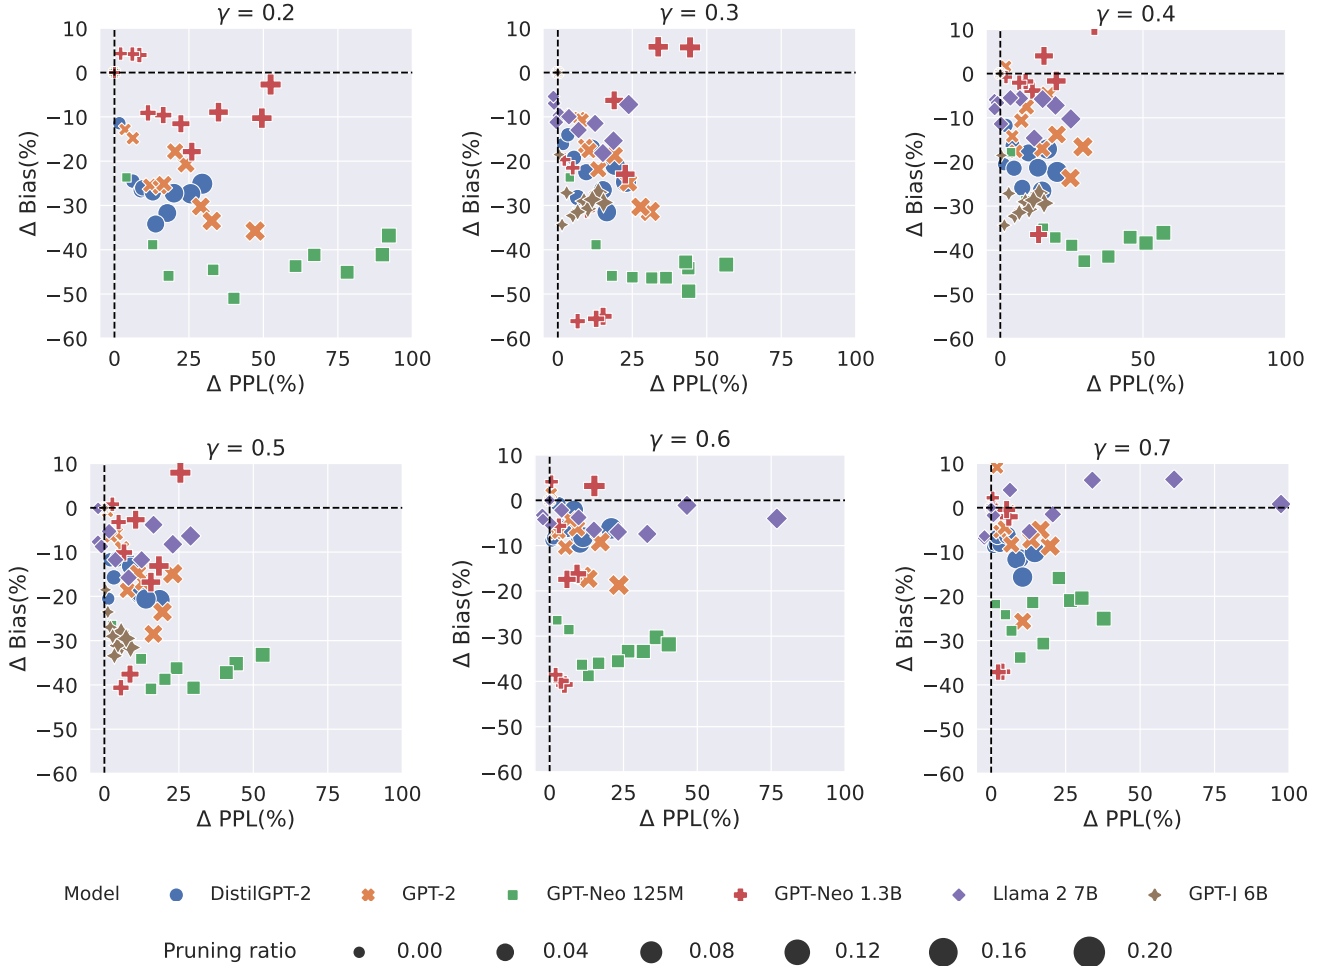 γ = 0.2
γ = 0.3
γ = 0.4
10
0
−10
−20
−30
−40
−50
−60
Δ Bias(%)
0 25 50 75 100
Δ PPL(%)
10
0
−10
−20
−30
−40
−50
−60
Δ Bias(%)
0 25 50 75 100
Δ PPL(%)
10
0
−10
−20
−30
−40
−50
−60
Δ Bias(%)
0 50 100
Δ PPL(%)
γ = 0.5
γ = 0.6
γ = 0.7
10
0
−10
−20
−30
−40
−50
−60
Δ Bias(%)
0 25 50 75 100
Δ PPL(%)
10
0
−10
−20
−30
−40
−50
−60
Δ Bias(%)
0 25 50 75 100
Δ PPL(%)
10
0
−10
−20
−30
−40
−50
−60
Δ Bias(%)
0 50 100
Δ PPL(%)
Model DistilGPT-2 GPT-2 GPT-Neo 125M GPT-Neo 1.3B Llama 2 7B GPT-J 6B
Pruning ratio 0.00 0.04 0.08 0.12 0.16 0.20